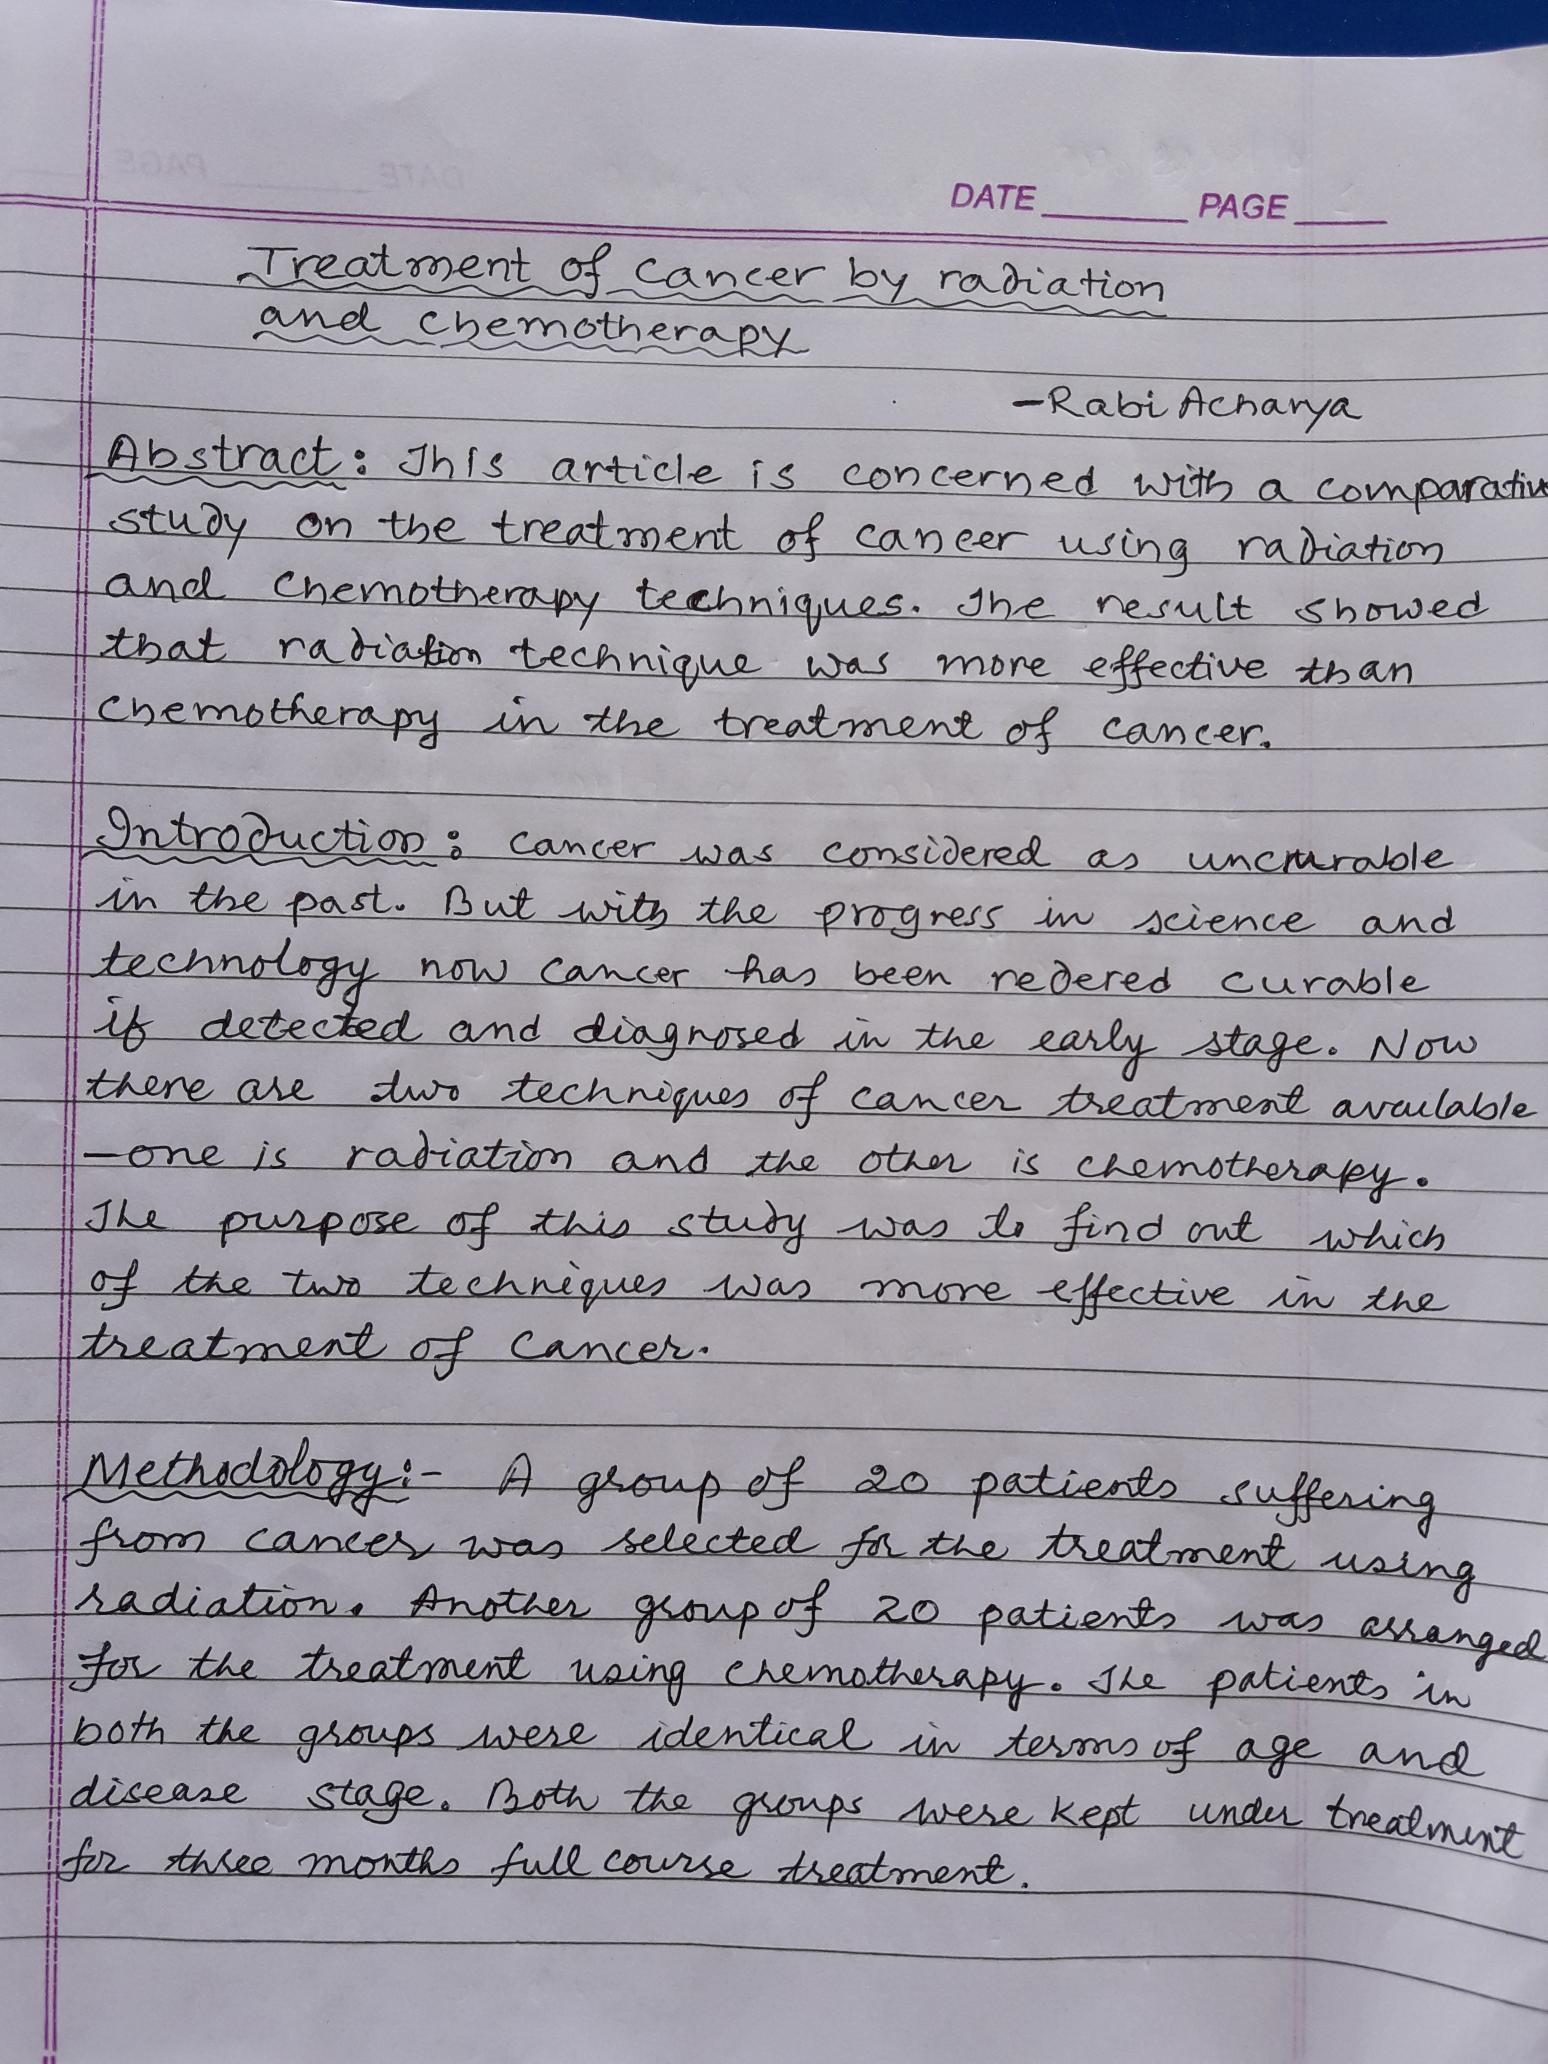 DATE PAGE
Treatment of cancer by radiation
and chemotherapy
-Rabi Acharya
Abstract: This article is concerned with a comparative
study on the treatment of cancer using radiation
and chemotherapy techniques. The result showed
that radiation technique was more effective than
chemotherapy in the treatment of cancer.
Introduction: cancer was considered as uncurable
in the past. But with the progress in science and
technology now cancer has been redered curable
if detected and diagnosed in the early stage. Now
there are two techniques of cancer treatment available
-one is radiation and the other is chemotherapy.
The purpose of this study was to find out which
of the two techniques was more effective in the
treatment of cancer.
Methodology:- A group of 20 patients suffering
from cancer was selected for the treatment using
radiation. Another group of 20 patients was arranged
for the treatment using chemotherapy. The patients in
both the groups were identical in terms of age and
disease stage. Both the groups were kept under treatment
for three months full course treatment.